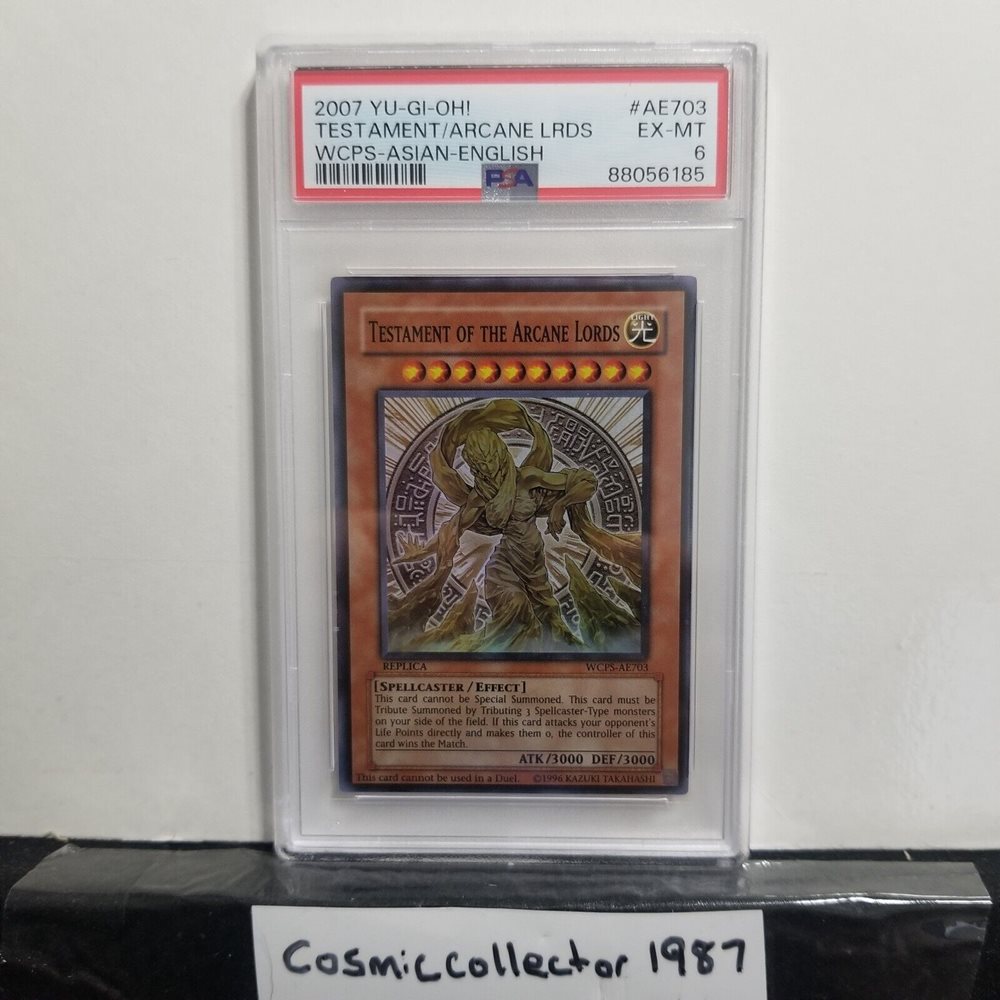 2007 YU-GI-OH! #AE703
TESTAMENT/ARCANE LRDS EX-MT
WCPS-ASIAN-ENGLISH 6
PSA 88056185
TESTAMENT OF THE ARCANE LORDS
LIGHT
光
REPLICA WCPS-AE703
[SPELLCASTER/EFFECT]
This card cannot be Special Summoned. This card must be
Tribute Summoned by Tributing 3 Spellcaster-Type monsters
on your side of the field. If this card attacks your opponent's
Life Points directly and makes them 0, the controller of this
card wins the Match.
ATK/3000 DEF/3000
This card cannot be used in a Duel. ©1996 KAZUKI TAKAHASHI
Cosmiccollector 1987